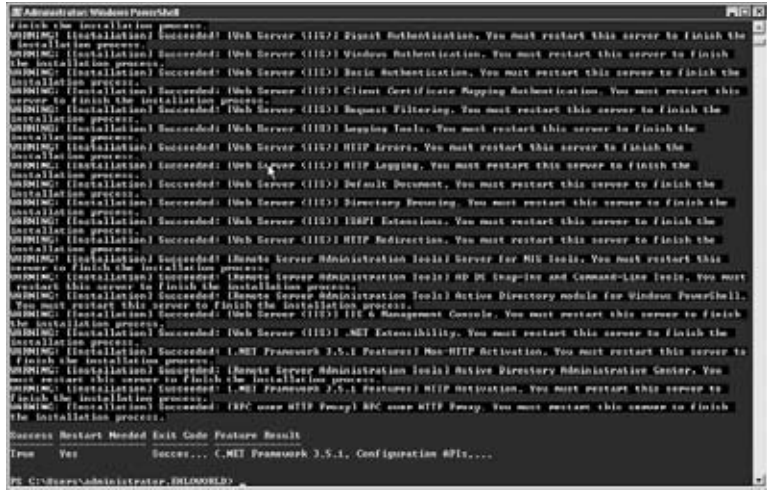 Administrator: Windows PowerShell
finish the installation process.
WARNING: [Installation] Succeeded: [Web Server (IIS)] Digest Authentication. You must restart this server to finish the
 installation process.
WARNING: [Installation] Succeeded: [Web Server (IIS)] Windows Authentication. You must restart this server to finish
the installation process.
WARNING: [Installation] Succeeded: [Web Server (IIS)] Basic Authentication. You must restart this server to finish the
installation process.
WARNING: [Installation] Succeeded: [Web Server (IIS)] Client Certificate Mapping Authentication. You must restart this
server to finish the installation process.
WARNING: [Installation] Succeeded: [Web Server (IIS)] Request Filtering. You must restart this server to finish the
installation process.
WARNING: [Installation] Succeeded: [Web Server (IIS)] Logging Tools. You must restart this server to finish the
installation process.
WARNING: [Installation] Succeeded: [Web Server (IIS)] HTTP Errors. You must restart this server to finish the
installation process.
WARNING: [Installation] Succeeded: [Web Server (IIS)] HTTP Logging. You must restart this server to finish the
installation process.
WARNING: [Installation] Succeeded: [Web Server (IIS)] Default Document. You must restart this server to finish the
installation process.
WARNING: [Installation] Succeeded: [Web Server (IIS)] Directory Browsing. You must restart this server to finish the
installation process.
WARNING: [Installation] Succeeded: [Web Server (IIS)] ISAPI Extensions. You must restart this server to finish the
installation process.
WARNING: [Installation] Succeeded: [Web Server (IIS)] HTTP Redirection. You must restart this server to finish the
installation process.
WARNING: [Installation] Succeeded: [Remote Server Administration Tools] Server for NIS Tools. You must restart this
server to finish the installation process.
WARNING: [Installation] Succeeded: [Remote Server Administration Tools] AD DS Snap-Ins and Command-Line Tools. You must
 restart this server to finish the installation process.
WARNING: [Installation] Succeeded: [Remote Server Administration Tools] Active Directory module for Windows PowerShell.
 You must restart this server to finish the installation process.
WARNING: [Installation] Succeeded: [Web Server (IIS)] IIS 6 Management Console. You must restart this server to finish
the installation process.
WARNING: [Installation] Succeeded: [Web Server (IIS)] .NET Extensibility. You must restart this server to finish the
installation process.
WARNING: [Installation] Succeeded: [.NET Framework 3.5.1 Features] Non-HTTP Activation. You must restart this server to
 finish the installation process.
WARNING: [Installation] Succeeded: [Remote Server Administration Tools] Active Directory Administrative Center. You
must restart this server to finish the installation process.
WARNING: [Installation] Succeeded: [.NET Framework 3.5.1 Features] HTTP Activation. You must restart this server to
finish the installation process.
WARNING: [Installation] Succeeded: [RPC over HTTP Proxy] RPC over HTTP Proxy. You must restart this server to finish
the installation process.
Success Restart Needed Exit Code Feature Result
True Yes Succes... {.NET Framework 3.5.1, Configuration APIs,...
PS C:\Users\administrator.EHLOWORLD> _